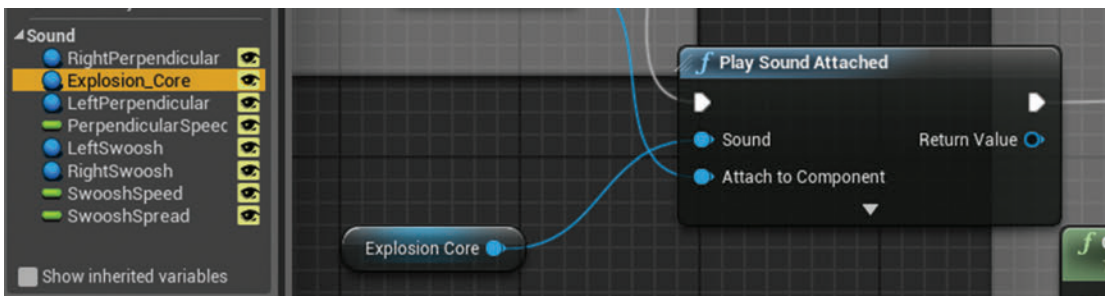 Sound
RightPerpendicular
Explosion_Core
LeftPerpendicular
PerpendicularSpeec
LeftSwoosh
RightSwoosh
SwooshSpeed
SwooshSpread
Show inherited variables
f Play Sound Attached
Sound
Return Value
Attach to Component
Explosion Core
f